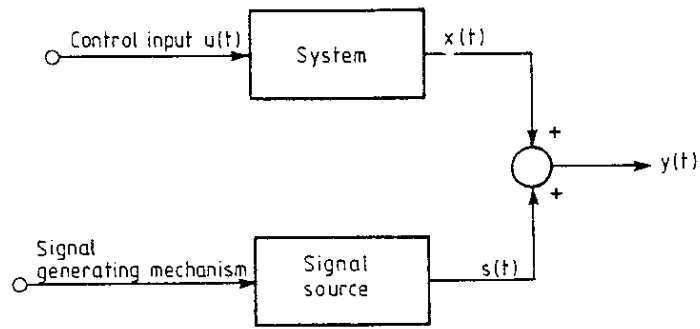 Control input u(t)
System
x(t)
+
y(t)
+
Signal
generating mechanism
Signal
source
s(t)